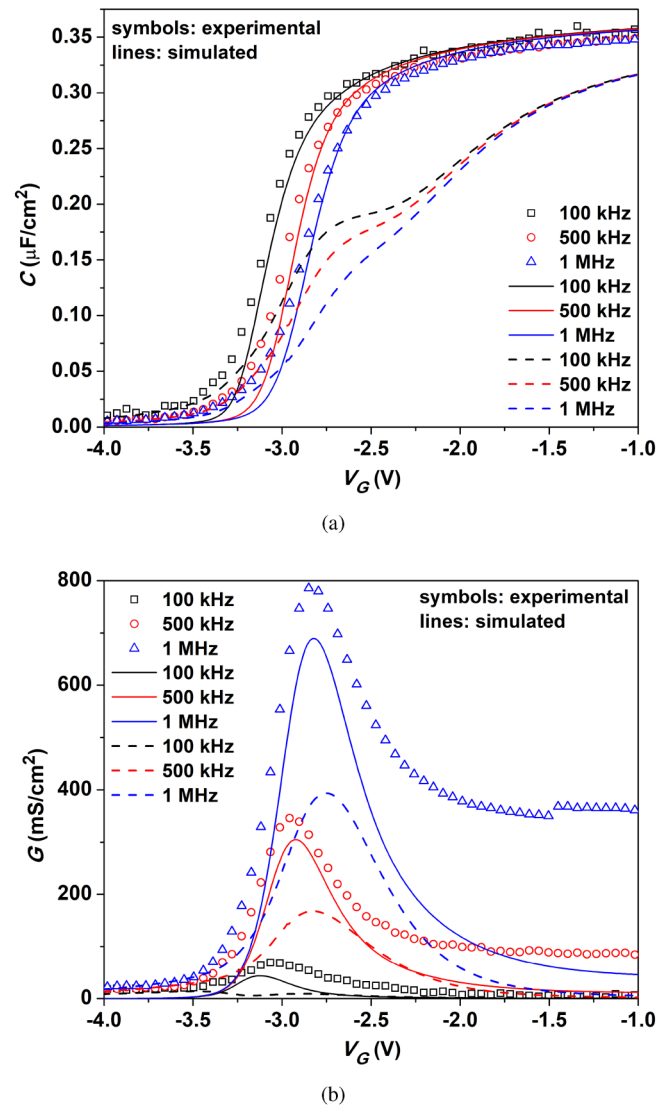 symbols: experimental
lines: simulated
0.35
0.30
0.25
0.20
0.15
0.10
0.05
0.00
C (μF/cm²)
100 kHz
500 kHz
1 MHz
100 kHz
500 kHz
1 MHz
100 kHz
500 kHz
1 MHz
-4.0 -3.5 -3.0 -2.5 -2.0 -1.5 -1.0
V_G (V)
(a)
800
600
400
200
0
G (mS/cm²)
100 kHz
500 kHz
1 MHz
100 kHz
500 kHz
1 MHz
100 kHz
500 kHz
1 MHz
symbols: experimental
lines: simulated
-4.0 -3.5 -3.0 -2.5 -2.0 -1.5 -1.0
V_G (V)
(b)